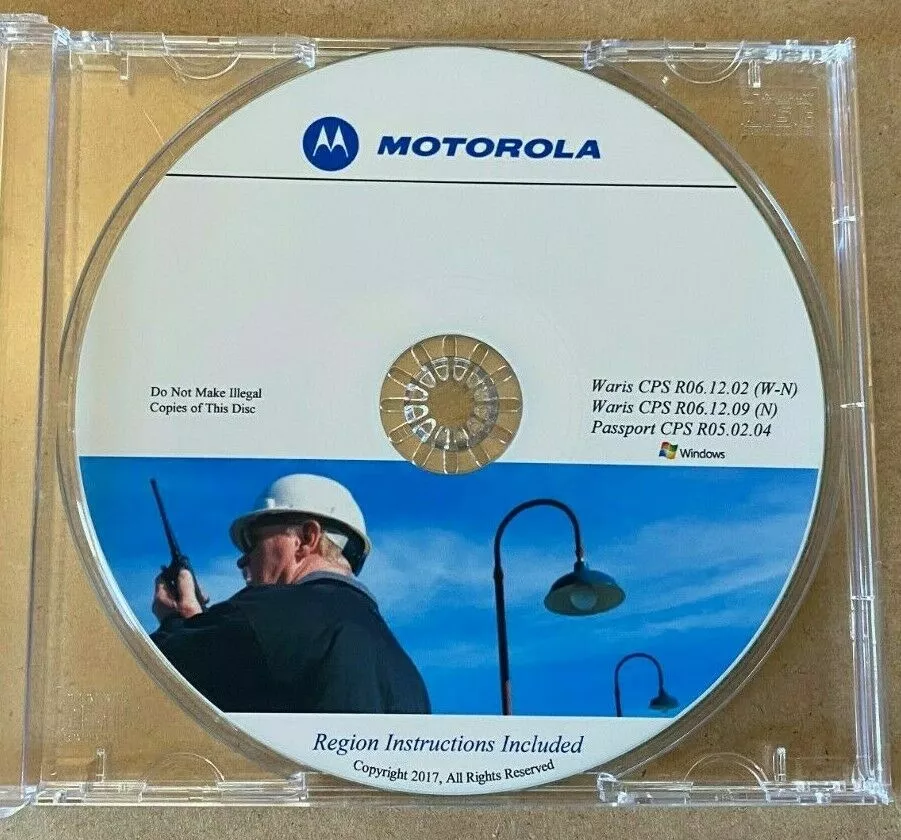 MOTOROLA
Do Not Make Illegal
Copies of This Disc
Waris CPS R06.12.02 (W-N)
Waris CPS R06.12.09 (N)
Passport CPS R05.02.04
Windows
Region Instructions Included
Copyright 2017, All Rights Reserved